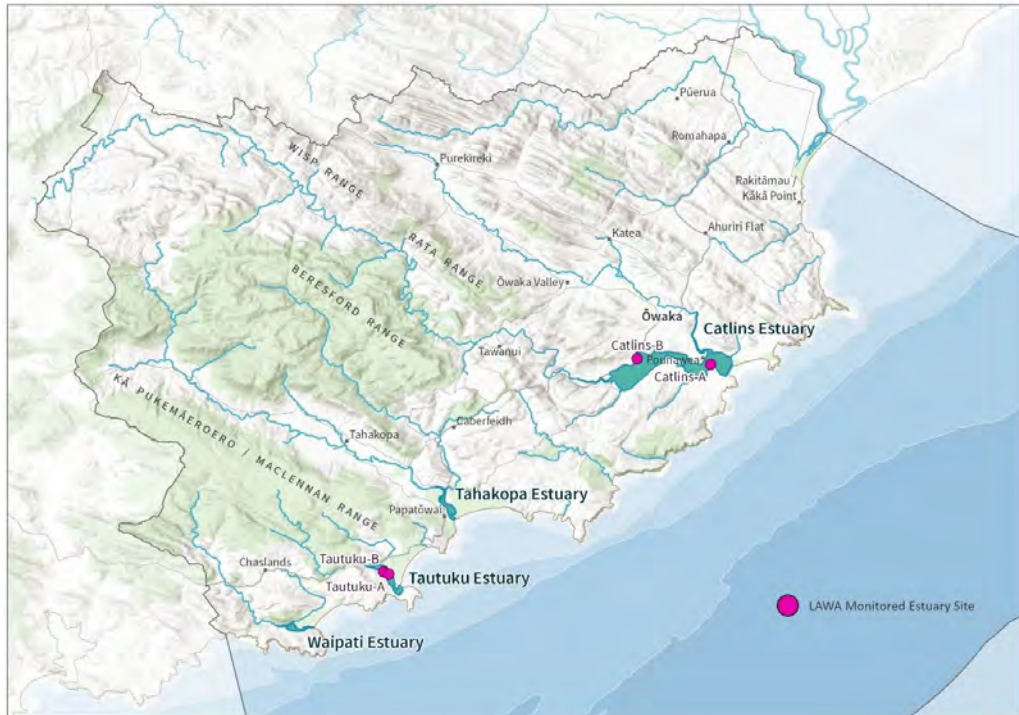 Pūerua
Romahapa
Purekireki
WISP RANGE
Rakitāmau /
Kākā Point
Katea
Ahuriri Flat
RATA RANGE
Ōwaka Valley
BERESFORD RANGE
Ōwaka
Catlins Estuary
Catlins-B
Tawanui
Pounawea
Catlins-A
KĀ PUKEMĀEROERO / MACLENNAN RANGE
Caberfeidh
Tahakopa
Tahakopa Estuary
Papatōwai
Tautuku-B
Chaslands
Tautuku Estuary
Tautuku-A
LAWA Monitored Estuary Site
Waipati Estuary